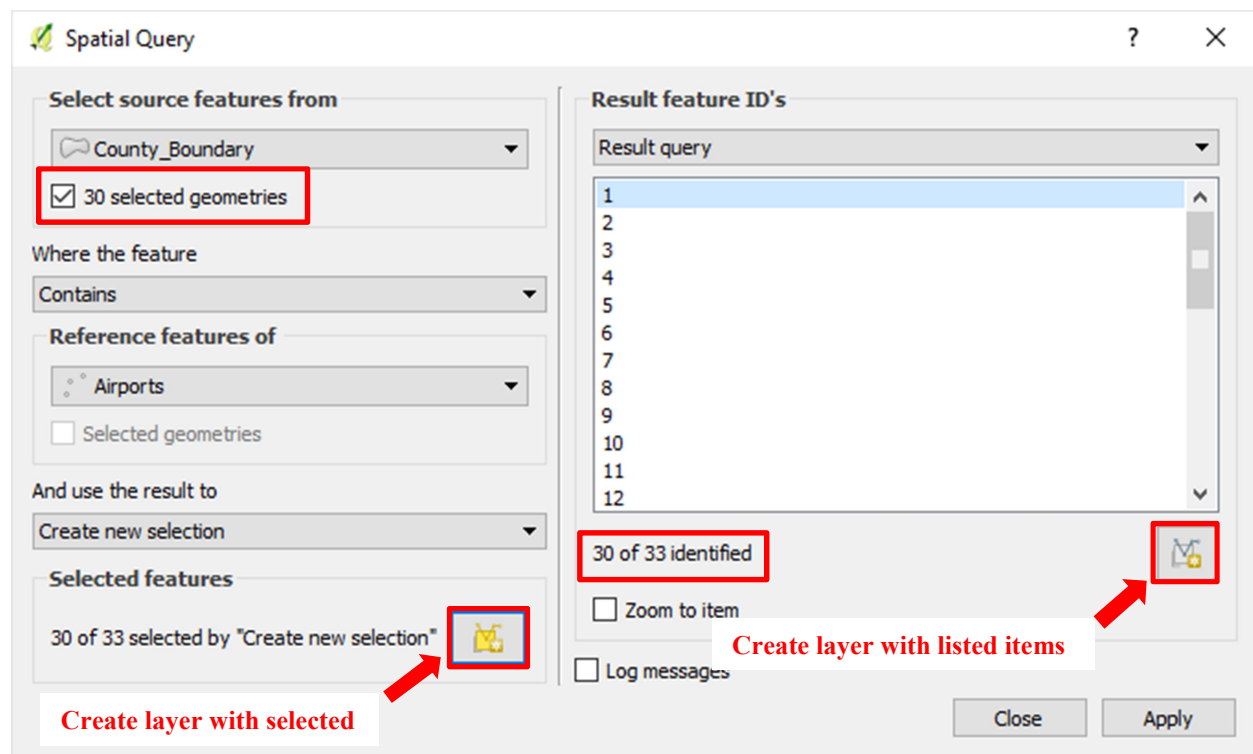 Spatial Query
?
Select source features from
County_Boundary
30 selected geometries
Where the feature
Contains
Reference features of
Airports
Selected geometries
And use the result to
Create new selection
Selected features
30 of 33 selected by "Create new selection"
Create layer with selected
Result feature ID's
Result query
1
2
3
4
5
6
7
8
9
10
11
12
30 of 33 identified
Zoom to item
Create layer with listed items
Log messages
Close Apply